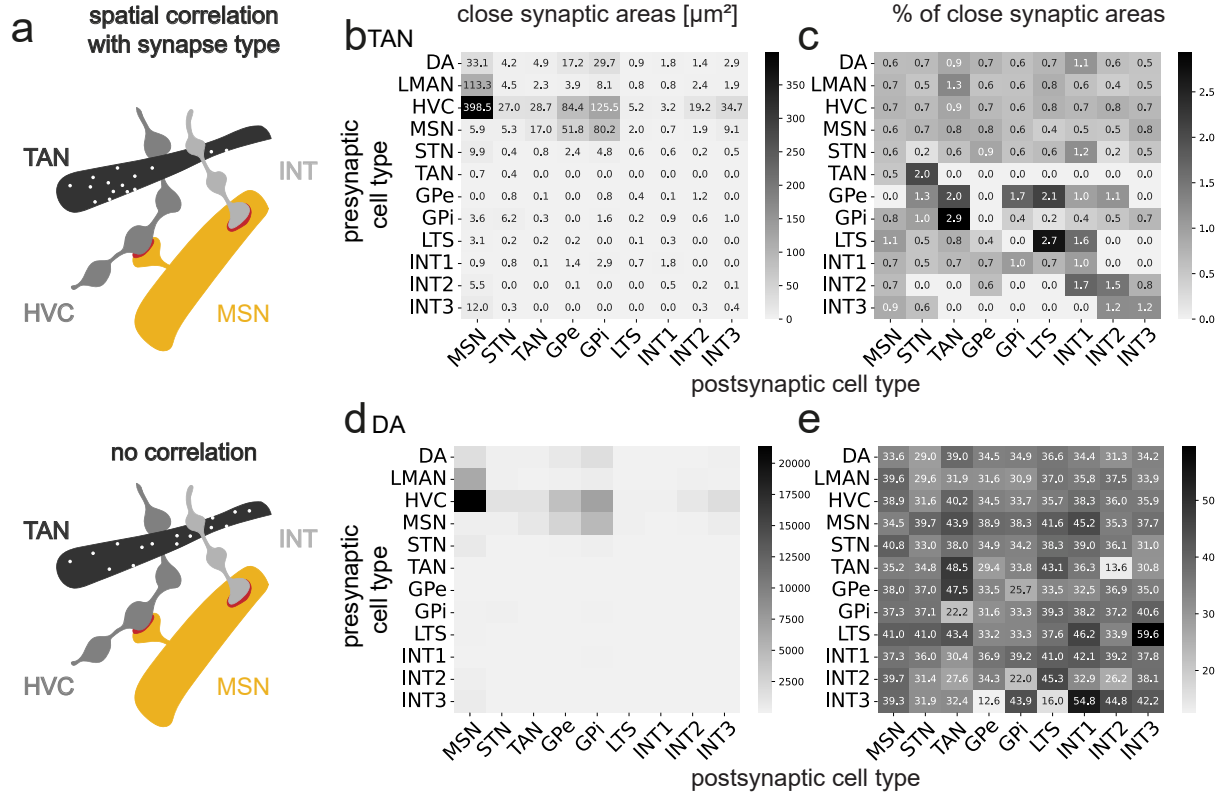 a
spatial correlation
with synapse type
TAN
INT
HVC
MSN
no correlation
TAN
INT
HVC
MSN
b TAN
close synaptic areas [µm²]
presynaptic
cell type
DA 33.1 4.2 4.9 17.2 29.7 0.9 1.8 1.4 2.9
LMAN 113.3 4.5 2.3 3.9 8.1 0.8 0.8 2.4 1.9
HVC 398.5 27.0 28.7 84.4 125.5 5.2 3.2 19.2 34.7
MSN 5.9 5.3 17.0 51.8 80.2 2.0 0.7 1.9 9.1
STN 9.9 0.4 0.8 2.4 4.8 0.6 0.6 0.2 0.5
TAN 0.7 0.4 0.0 0.0 0.0 0.0 0.0 0.0 0.0
GPe 0.0 0.8 0.1 0.0 0.8 0.1 0.2 1.2 0.0
GPi 3.6 6.2 0.3 0.0 1.6 0.2 0.9 0.6 1.0
LTS 3.1 0.2 0.2 0.2 0.0 0.1 0.3 0.0 0.0
INT1 0.9 0.8 0.1 1.4 2.9 0.7 1.8 0.0 0.0
INT2 5.5 0.0 0.0 0.1 0.0 0.0 0.5 0.2 0.1
INT3 12.0 0.3 0.0 0.0 0.0 0.0 0.0 0.3 0.4
MSN STN TAN GPe GPi LTS INT1 INT2 INT3
350
300
250
200
150
100
50
0
c
% of close synaptic areas
DA 0.6 0.7 0.9 0.7 0.6 0.6 1.1 0.6 0.5
LMAN 0.7 0.5 1.3 0.6 0.7 0.8 0.6 0.4 0.5
HVC 0.7 0.7 0.9 0.7 0.6 0.8 0.7 0.8 0.7
MSN 0.6 0.7 0.8 0.8 0.6 0.4 0.5 0.5 0.8
STN 0.6 0.2 0.6 0.9 0.6 0.6 1.2 0.2 0.5
TAN 0.5 2.0 0.0 0.0 0.0 0.0 0.0 0.0 0.0
GPe 0.0 1.3 2.0 0.0 1.7 2.1 1.0 1.1 0.0
GPi 0.8 1.0 2.9 0.0 0.4 0.2 0.4 0.5 0.7
LTS 1.1 0.5 0.8 0.4 0.0 2.7 1.6 0.0 0.0
INT1 0.7 0.7 0.7 0.7 1.0 0.7 1.0 0.0 0.0
INT2 0.7 0.0 0.0 0.6 0.0 0.0 1.7 1.5 0.8
INT3 0.9 0.6 0.0 0.0 0.0 0.0 0.0 1.2 1.2
MSN STN TAN GPe GPi LTS INT1 INT2 INT3
2.5
2.0
1.5
1.0
0.5
0.0
postsynaptic cell type
d DA
presynaptic
cell type
DA
LMAN
HVC
MSN
STN
TAN
GPe
GPi
LTS
INT1
INT2
INT3
MSN STN TAN GPe GPi LTS INT1 INT2 INT3
20000
17500
15000
12500
10000
7500
5000
2500
e
DA 33.6 29.0 39.0 34.5 34.9 36.6 34.4 31.3 34.2
LMAN 39.6 29.9 31.9 31.6 30.9 37.0 35.8 37.5 33.9
HVC 38.9 31.6 40.2 34.5 33.7 35.7 38.3 36.0 35.9
MSN 34.5 39.7 43.9 38.9 38.3 41.6 45.2 35.3 37.7
STN 40.8 33.0 38.0 34.9 34.2 38.3 39.0 36.1 31.0
TAN 35.2 34.8 48.5 29.4 33.8 43.1 36.3 13.6 30.8
GPe 38.0 37.0 47.5 33.5 25.7 33.5 32.5 36.9 35.0
GPi 37.3 37.1 22.2 31.6 33.3 39.3 38.2 37.2 40.6
LTS 41.0 41.0 43.4 33.2 33.3 37.6 46.2 33.9 59.6
INT1 37.3 36.0 30.4 36.9 39.2 41.0 42.1 39.2 37.8
INT2 39.7 31.4 27.6 34.3 22.0 45.3 32.9 26.2 38.1
INT3 39.3 31.9 32.4 12.6 43.9 16.0 54.8 44.8 42.2
MSN STN TAN GPe GPi LTS INT1 INT2 INT3
50
40
30
20
postsynaptic cell type